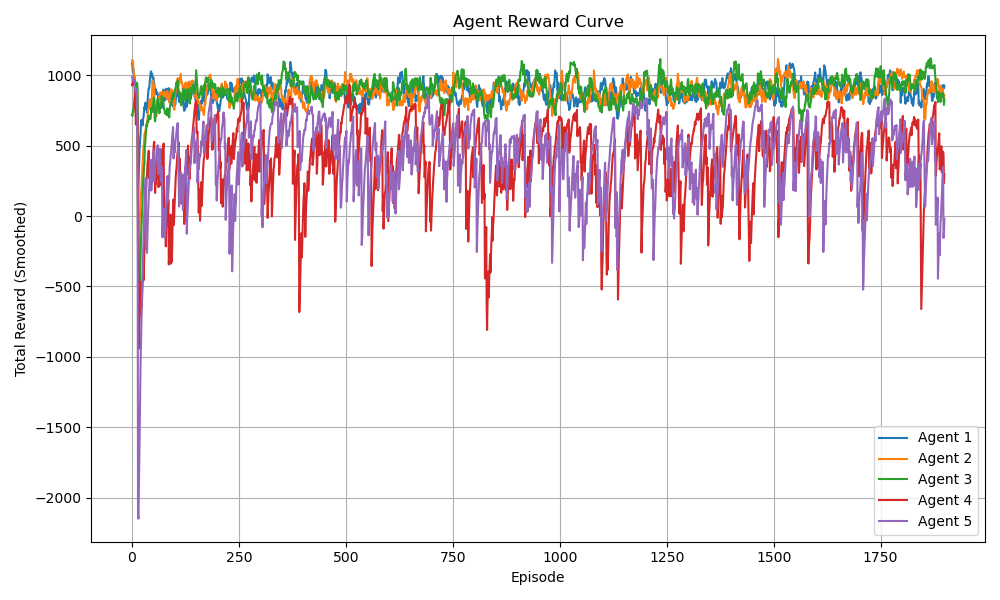 Agent Reward Curve
Total Reward (Smoothed)
1000
500
0
−500
−1000
−1500
−2000
0 250 500 750 1000 1250 1500 1750
Episode
Agent 1
Agent 2
Agent 3
Agent 4
Agent 5